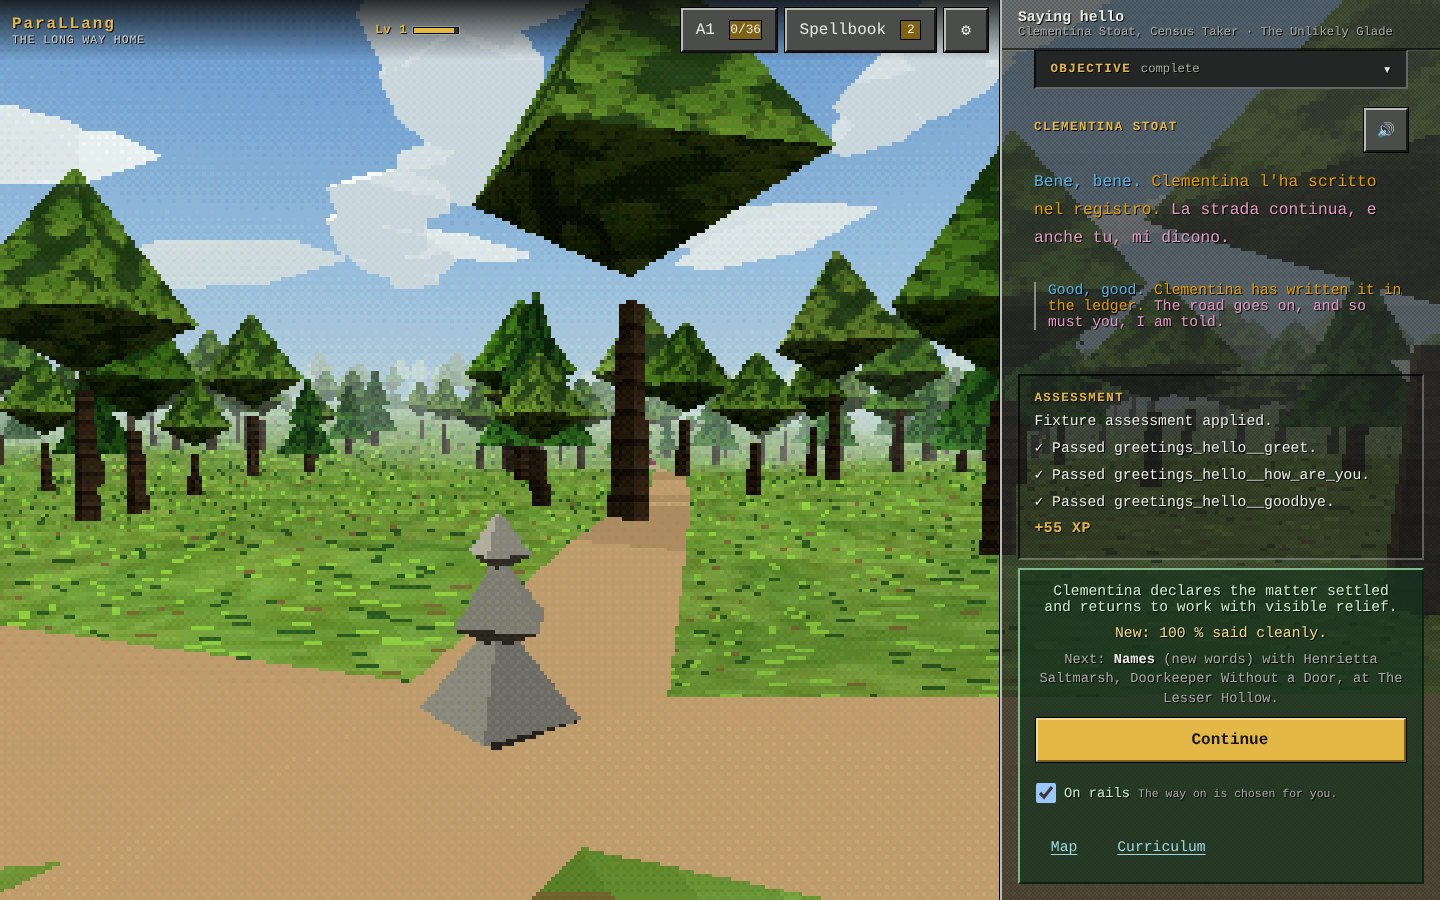 ParaLLang
THE LONG WAY HOME
Lv 1
A1 0/36
Spellbook 2
Saying hello
Clementina Stoat, Census Taker · The Unlikely Glade
OBJECTIVE complete
CLEMENTINA STOAT
Bene, bene. Clementina l'ha scritto
nel registro. La strada continua, e
anche tu, mi dicono.
Good, good. Clementina has written it in
the ledger. The road goes on, and so
must you, I am told.
ASSESSMENT
Fixture assessment applied.
✓ Passed greetings_hello__greet.
✓ Passed greetings_hello__how_are_you.
✓ Passed greetings_hello__goodbye.
+55 XP
Clementina declares the matter settled
and returns to work with visible relief.
New: 100 % said cleanly.
Next: Names (new words) with Henrietta
Saltmarsh, Doorkeeper Without a Door, at The
Lesser Hollow.
Continue
On rails The way on is chosen for you.
Map Curriculum